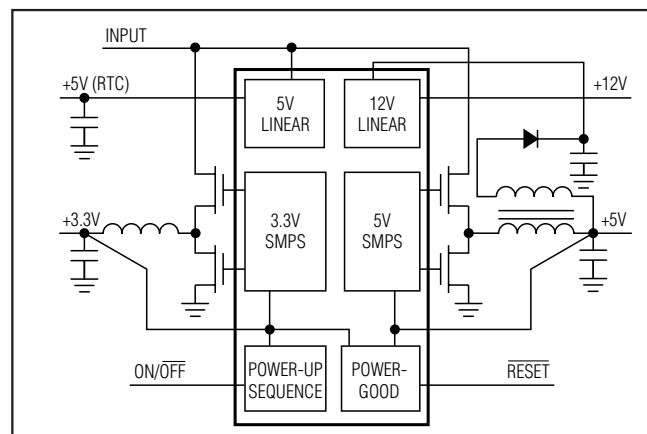 INPUT
+5V (RTC)
5V
LINEAR
12V
LINEAR
+12V
+3.3V
3.3V
SMPS
5V
SMPS
+5V
ON/OFF
POWER-UP
SEQUENCE
POWER-
GOOD
RESET